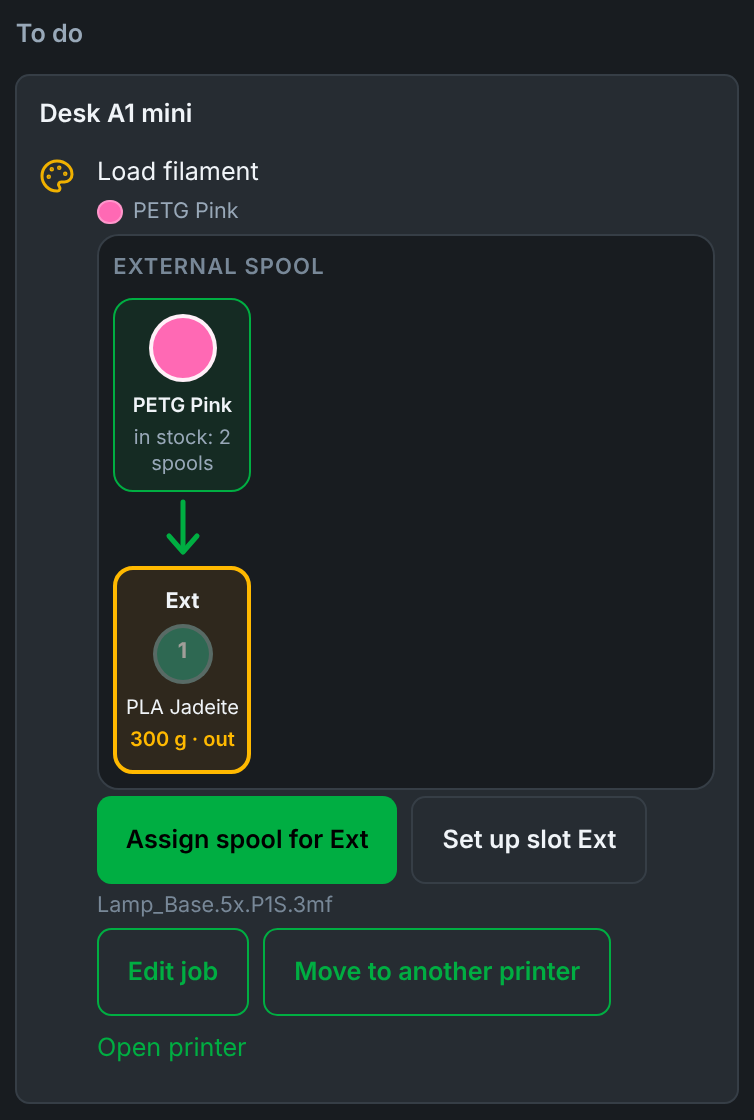 To do
Desk A1 mini
Load filament
PETG Pink
EXTERNAL SPOOL
PETG Pink
in stock: 2
spools
Ext
1
PLA Jadeite
300 g · out
Assign spool for Ext
Set up slot Ext
Lamp_Base.5x.P1S.3mf
Edit job
Move to another printer
Open printer